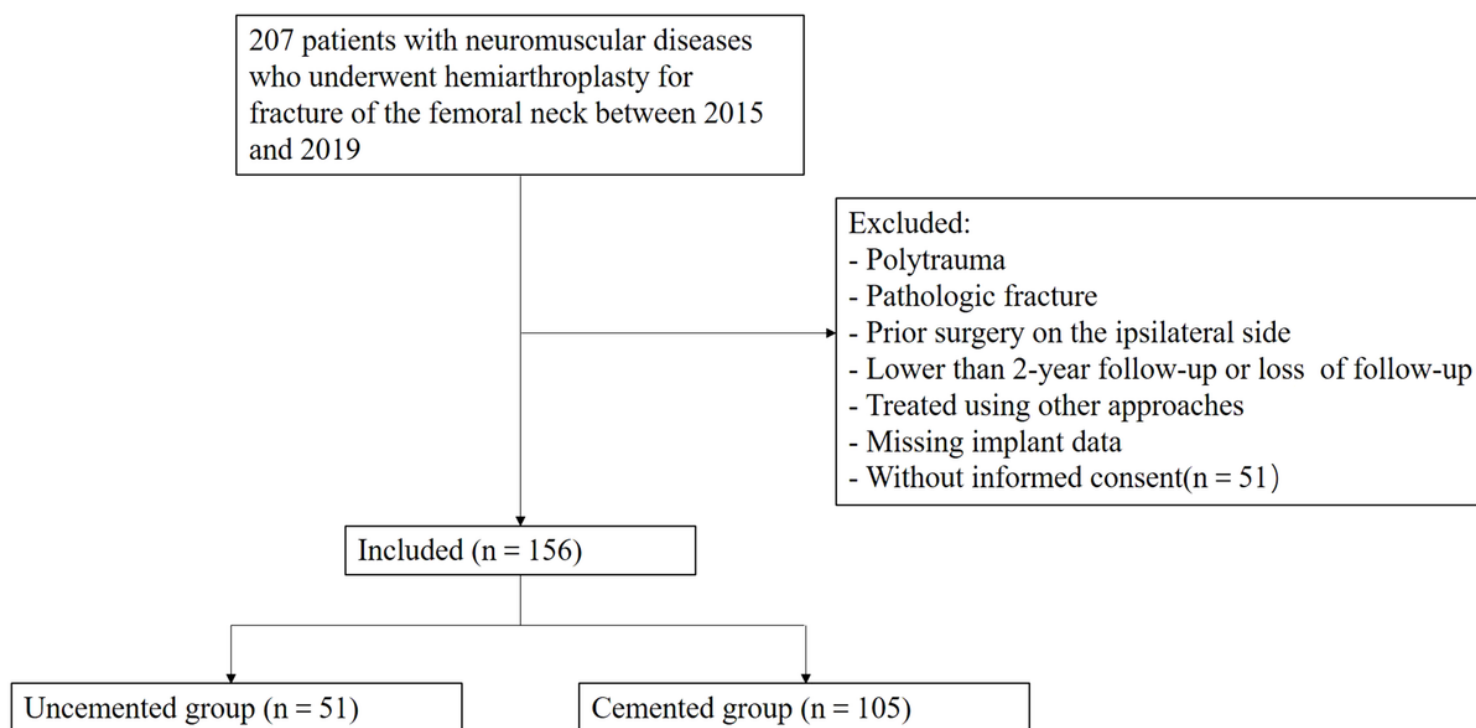 207 patients with neuromuscular diseases
who underwent hemiarthroplasty for
fracture of the femoral neck between 2015
and 2019
Excluded:
- Polytrauma
- Pathologic fracture
- Prior surgery on the ipsilateral side
- Lower than 2-year follow-up or loss of follow-up
- Treated using other approaches
- Missing implant data
- Without informed consent(n = 51)
Included (n = 156)
Uncemented group (n = 51)
Cemented group (n = 105)